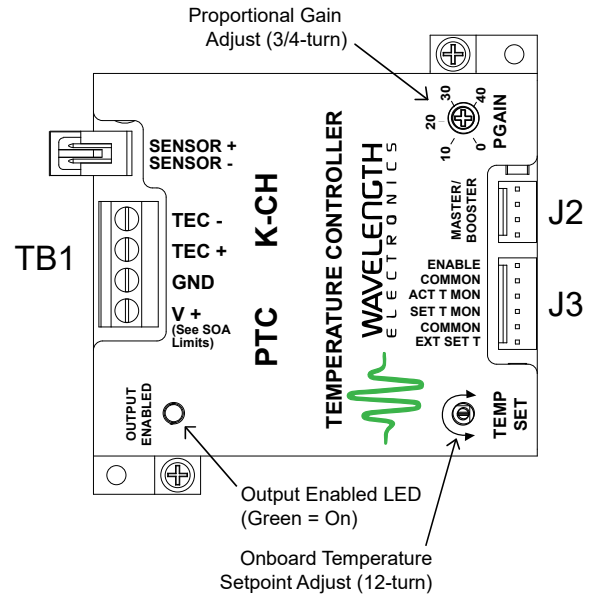 Proportional Gain
Adjust (3/4-turn)
0
10
20
30
40
PGAIN
SENSOR +
SENSOR -
TB1
TEC -
TEC +
GND
V +
(See SOA
Limits)
PTC K-CH
TEMPERATURE CONTROLLER
WAVELENGTH
ELECTRONICS
MASTER/
BOOSTER
J2
ENABLE
COMMON
ACT T MON
SET T MON
COMMON
EXT SET T
J3
OUTPUT
ENABLED
TEMP
SET
Output Enabled LED
(Green = On)
Onboard Temperature
Setpoint Adjust (12-turn)